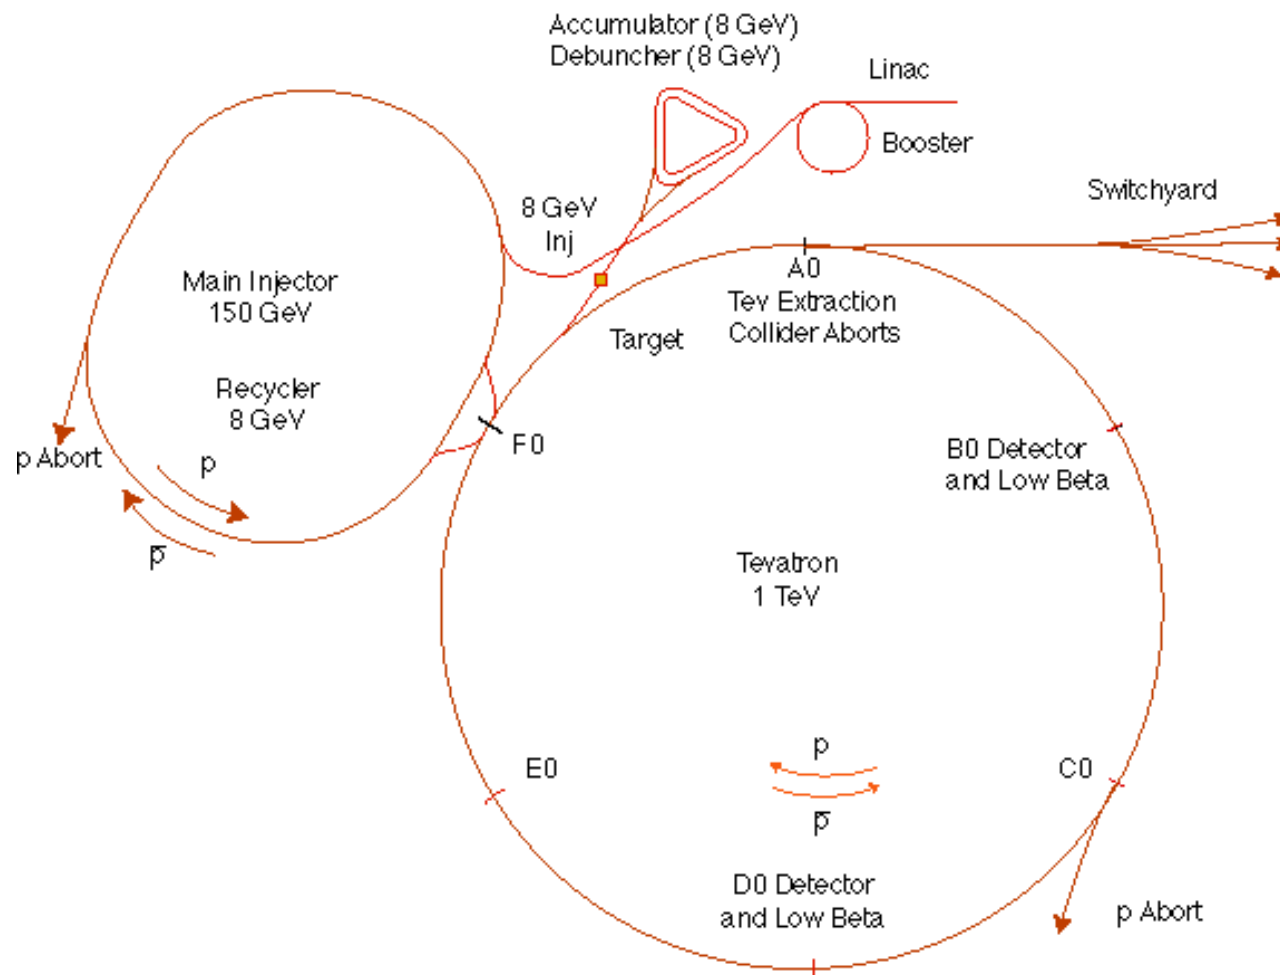 Accumulator (8 GeV)
Debuncher (8 GeV)
Linac
Booster
Switchyard
8 GeV
Inj
A0
Tev Extraction
Collider Aborts
Target
Main Injector
150 GeV
Recycler
8 GeV
p Abort
p
p̅
F0
B0 Detector
and Low Beta
Tevatron
1 TeV
E0
p
p̅
C0
D0 Detector
and Low Beta
p Abort